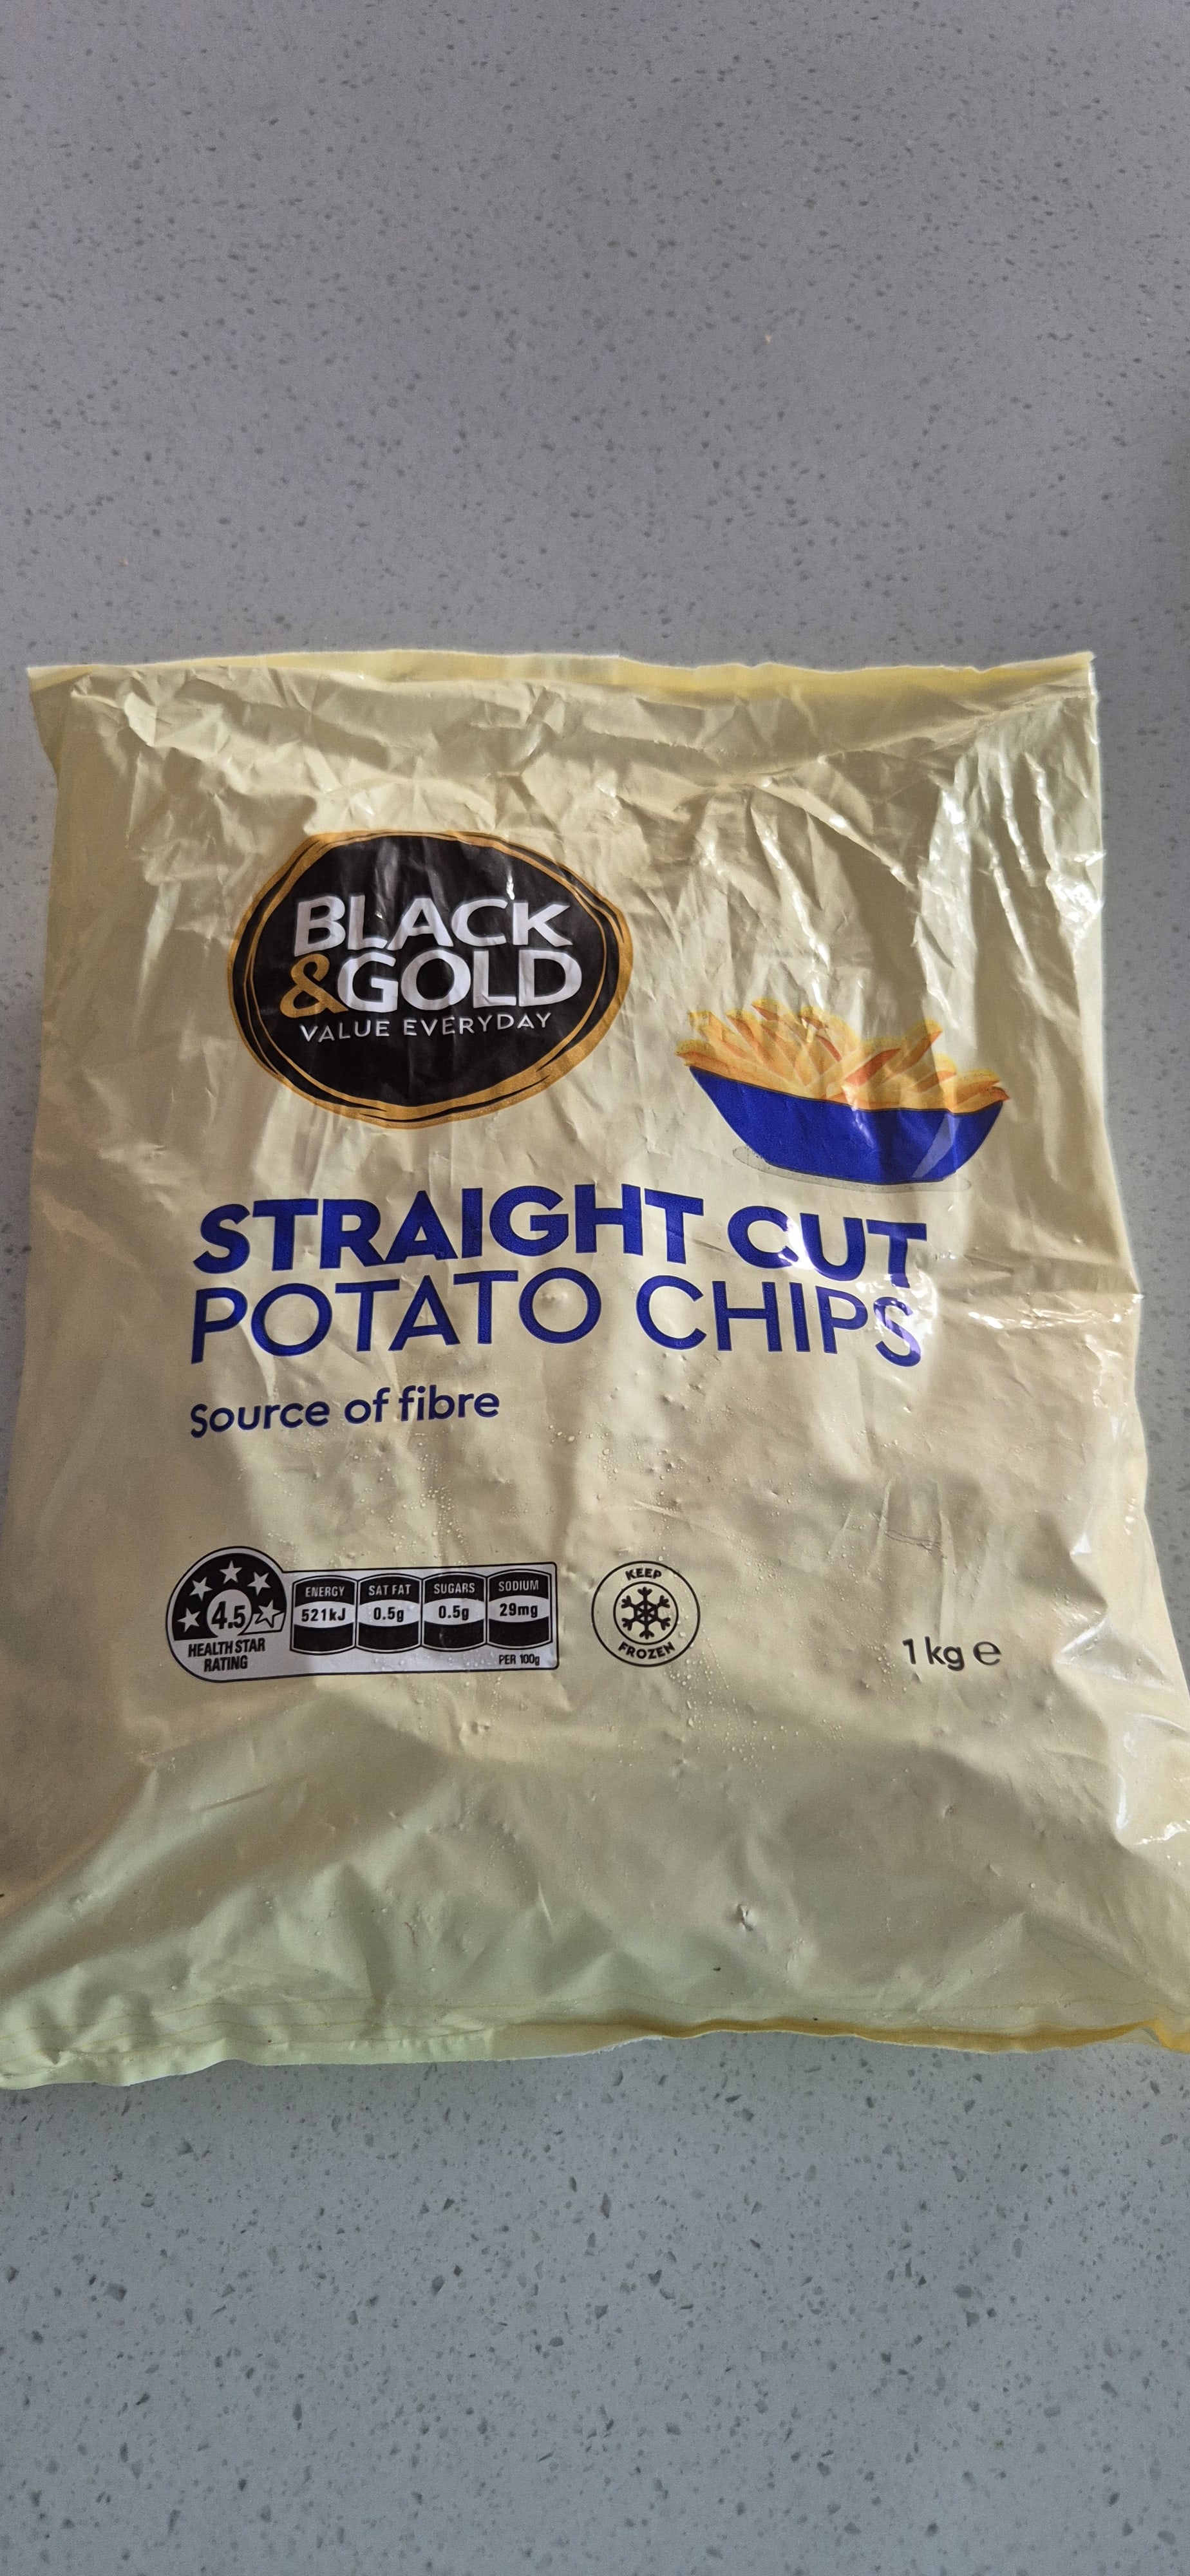 BLACK
&GOLD
VALUE EVERYDAY
STRAIGHT CUT
POTATO CHIPS
Source of fibre
4.5
HEALTH STAR
RATING
ENERGY
521kJ
SAT FAT
0.5g
SUGARS
0.5g
SODIUM
29mg
PER 100g
KEEP
FROZEN
1kg ℮